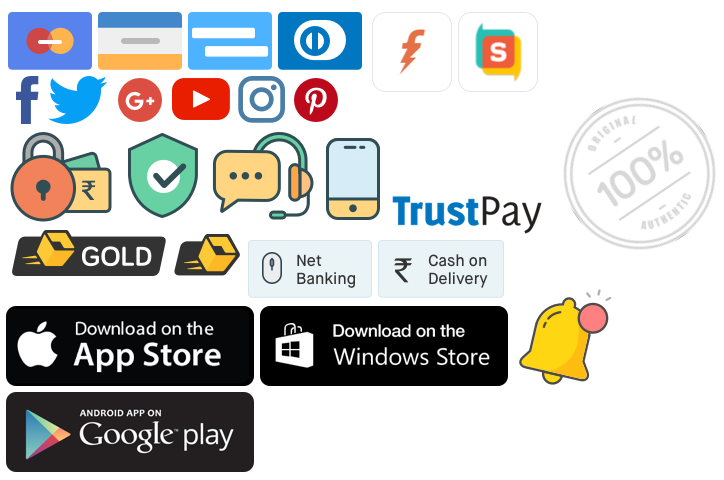 f
S
f
G+
₹
ORIGINAL
100%
AUTHENTIC
TrustPay
GOLD
Net
Banking
₹
Cash on
Delivery
Download on the
App Store
Download on the
Windows Store
ANDROID APP ON
Google™ play